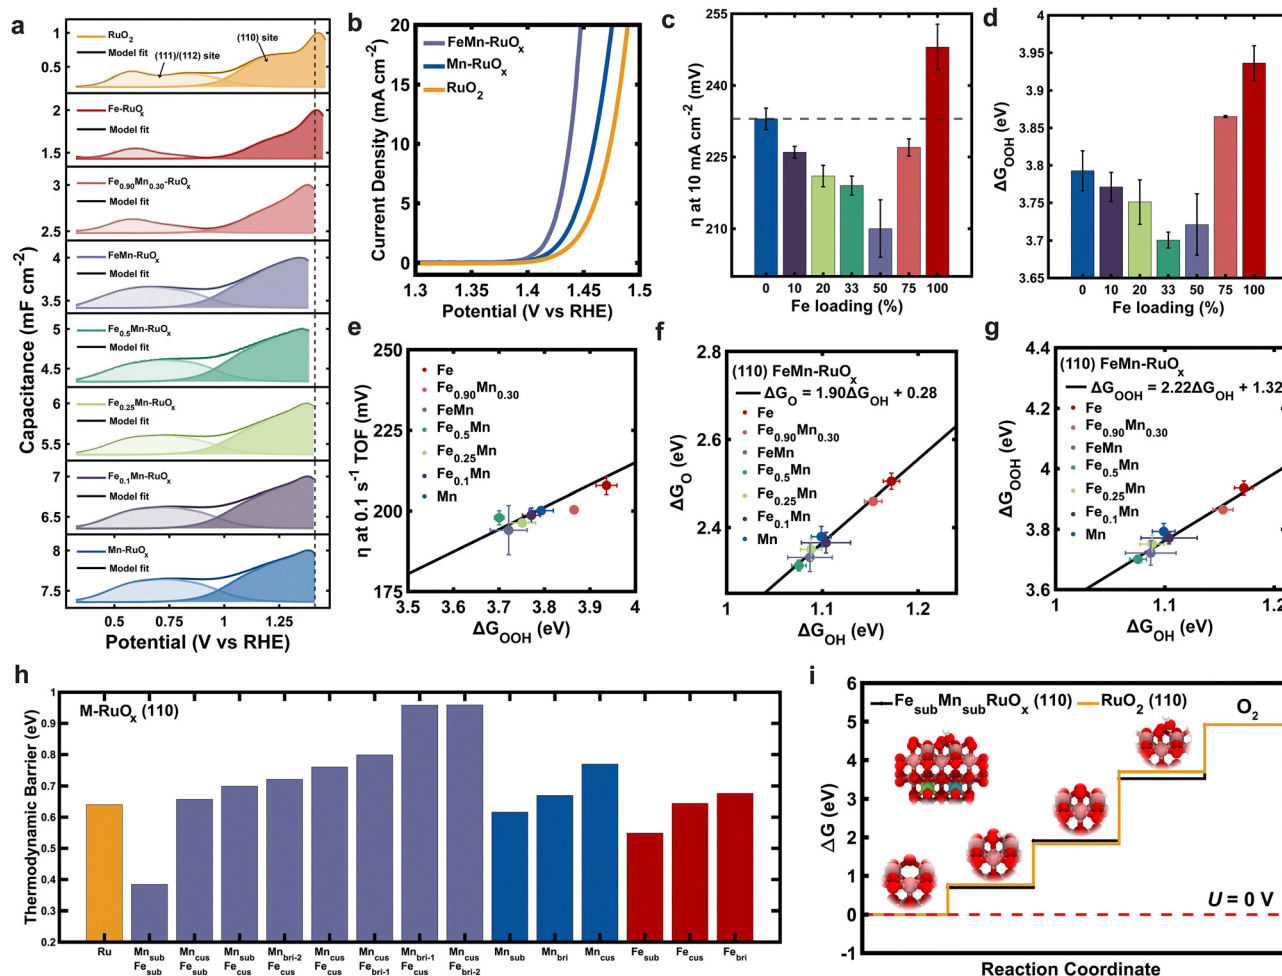 a
RuO2
Model fit
(111)/(112) site
(110) site
1
0.5
Fe-RuOx
Model fit
2
1.5
Fe0.90Mn0.30-RuOx
Model fit
3
2.5
FeMn-RuOx
Model fit
4
3.5
Fe0.5Mn-RuOx
Model fit
5
4.5
Fe0.25Mn-RuOx
Model fit
6
5.5
Fe0.1Mn-RuOx
Model fit
7
6.5
Mn-RuOx
Model fit
8
7.5
Capacitance (mF cm-2)
0.5 0.75 1 1.25
Potential (V vs RHE)
b
FeMn-RuOx
Mn-RuOx
RuO2
20
15
10
5
0
Current Density (mA cm-2)
1.3 1.4 1.45 1.5
Potential (V vs RHE)
c
255
240
225
210
η at 10 mA cm-2 (mV)
0 10 20 33 50 75 100
Fe loading (%)
d
4
3.95
3.9
3.85
3.8
3.75
3.7
3.65
ΔGOOH (eV)
0 10 20 33 50 75 100
Fe loading (%)
e
250
225
200
175
η at 0.1 s-1 TOF (mV)
Fe
Fe0.90Mn0.30
FeMn
Fe0.5Mn
Fe0.25Mn
Fe0.1Mn
Mn
3.5 3.6 3.7 3.8 3.9 4
ΔGOOH (eV)
f
2.8
2.6
2.4
ΔGO (eV)
(110) FeMn-RuOx
ΔGO = 1.90ΔGOH + 0.28
Fe
Fe0.90Mn0.30
FeMn
Fe0.5Mn
Fe0.25Mn
Fe0.1Mn
Mn
1 1.1 1.2
ΔGOH (eV)
g
4.4
4.2
4
3.8
3.6
ΔGOOH (eV)
(110) FeMn-RuOx
ΔGOOH = 2.22ΔGOH + 1.32
Fe
Fe0.90Mn0.30
FeMn
Fe0.5Mn
Fe0.25Mn
Fe0.1Mn
Mn
1 1.1 1.2
ΔGOH (eV)
h
M-RuOx (110)
1
0.9
0.8
0.7
0.6
0.5
0.4
0.3
0.2
Thermodynamic Barrier (eV)
Ru Mnsub Mncus Mnsub Mnbri-2 Mncus Mncus Mnbri-1 Mncus Mnsub Mnbri Mncus Fesub Fecus Febri
Fesub Fesub Fecus Fecus Fecus Febri-1 Fecus Febri-2
i
6
5
4
3
2
1
0
-1
ΔG (eV)
FesubMnsubRuOx (110) RuO2 (110)
O2
U = 0 V
Reaction Coordinate